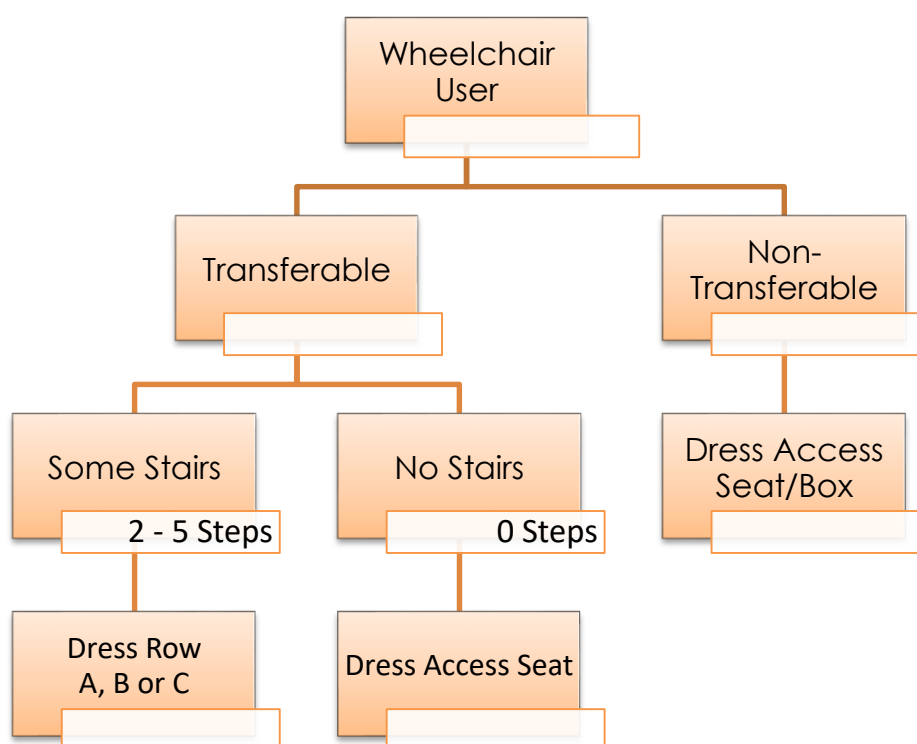 Wheelchair
User
Transferable
Non-
Transferable
Some Stairs
2 - 5 Steps
No Stairs
0 Steps
Dress Access
Seat/Box
Dress Row
A, B or C
Dress Access Seat